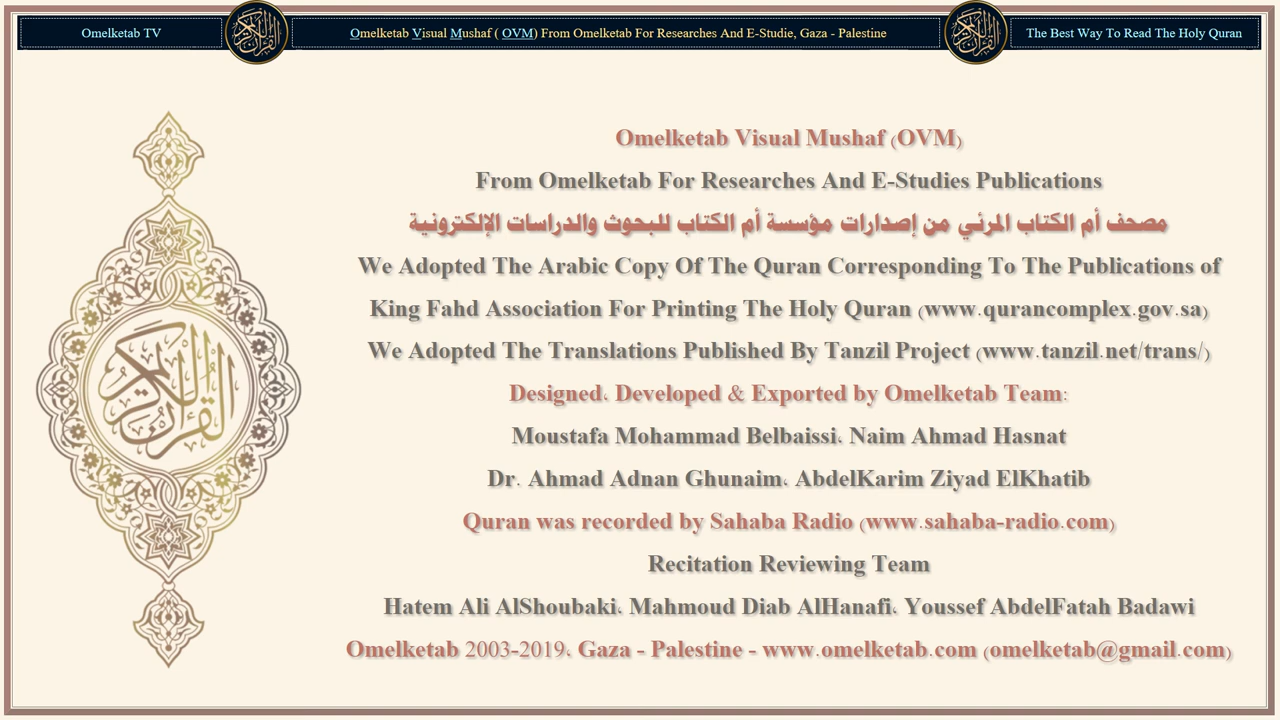 Omelketab TV
Omelketab Visual Mushaf ( OVM) From Omelketab For Researches And E-Studie, Gaza - Palestine
The Best Way To Read The Holy Quran
Omelketab Visual Mushaf (OVM)
From Omelketab For Researches And E-Studies Publications
مصحف أم الكتاب المرئي من إصدارات مؤسسة أم الكتاب للبحوث والدراسات الإلكترونية
We Adopted The Arabic Copy Of The Quran Corresponding To The Publications of
King Fahd Association For Printing The Holy Quran (www.qurancomplex.gov.sa)
We Adopted The Translations Published By Tanzil Project (www.tanzil.net/trans/)
Designed، Developed & Exported by Omelketab Team:
Moustafa Mohammad Belbaissi، Naim Ahmad Hasnat
Dr. Ahmad Adnan Ghunaim، AbdelKarim Ziyad ElKhatib
Quran was recorded by Sahaba Radio (www.sahaba-radio.com)
Recitation Reviewing Team
Hatem Ali AlShoubaki، Mahmoud Diab AlHanafi، Youssef AbdelFatah Badawi
Omelketab 2003-2019، Gaza - Palestine - www.omelketab.com (omelketab@gmail.com)
القرآن الكريم